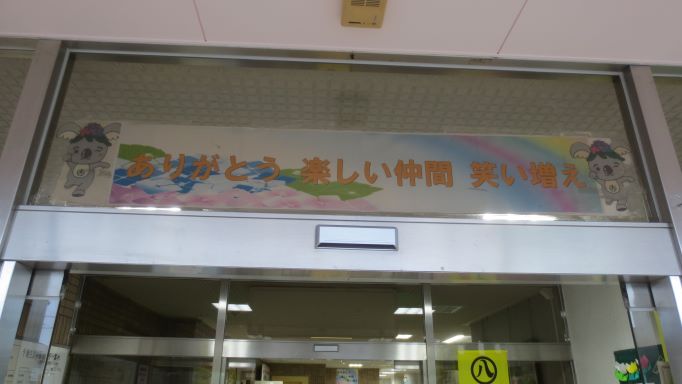 ありがとう 楽しい仲間 笑い増え
八